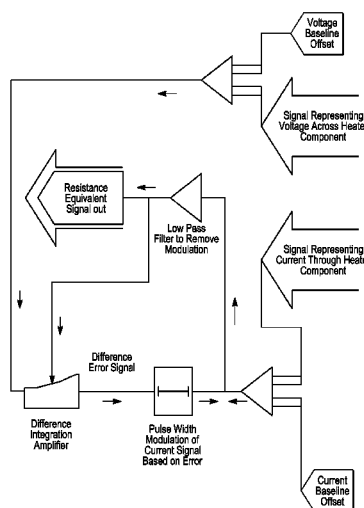 Voltage
Baseline
Offset
Signal Representing
Voltage Across Heater
Component
Resistance
Equivalent
Signal out
Low Pass
Filter to Remove
Modulation
Signal Representing
Current Through Heater
Component
Difference
Error Signal
Difference
Integration
Amplifier
Pulse Width
Modulation of
Current Signal
Based on Error
Current
Baseline
Offset